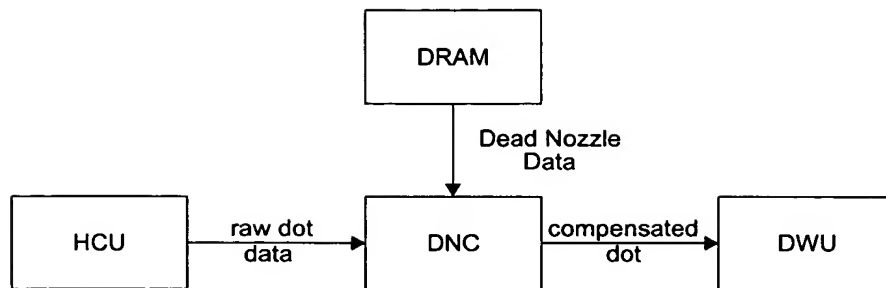 DRAM
Dead Nozzle
Data
HCU
raw dot
data
DNC
compensated
dot
DWU